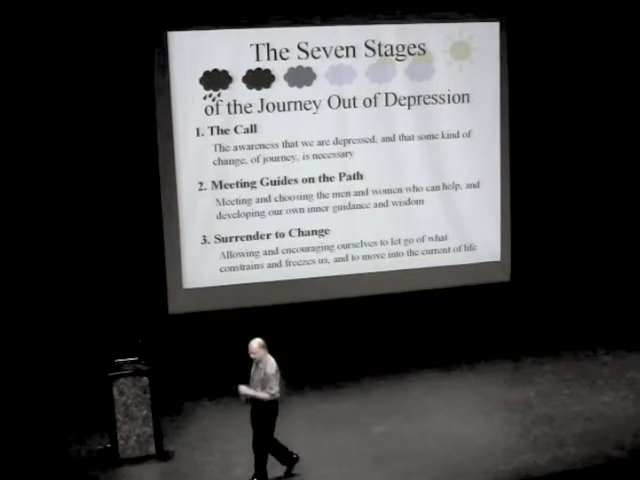 The Seven Stages
of the Journey Out of Depression
1. The Call
The awareness that we are depressed, and that some kind of
change, of journey, is necessary
2. Meeting Guides on the Path
Meeting and choosing the men and women who can help, and
developing our own inner guidance and wisdom
3. Surrender to Change
Allowing and encouraging ourselves to let go of what
constrains and freezes us, and to move into the current of life